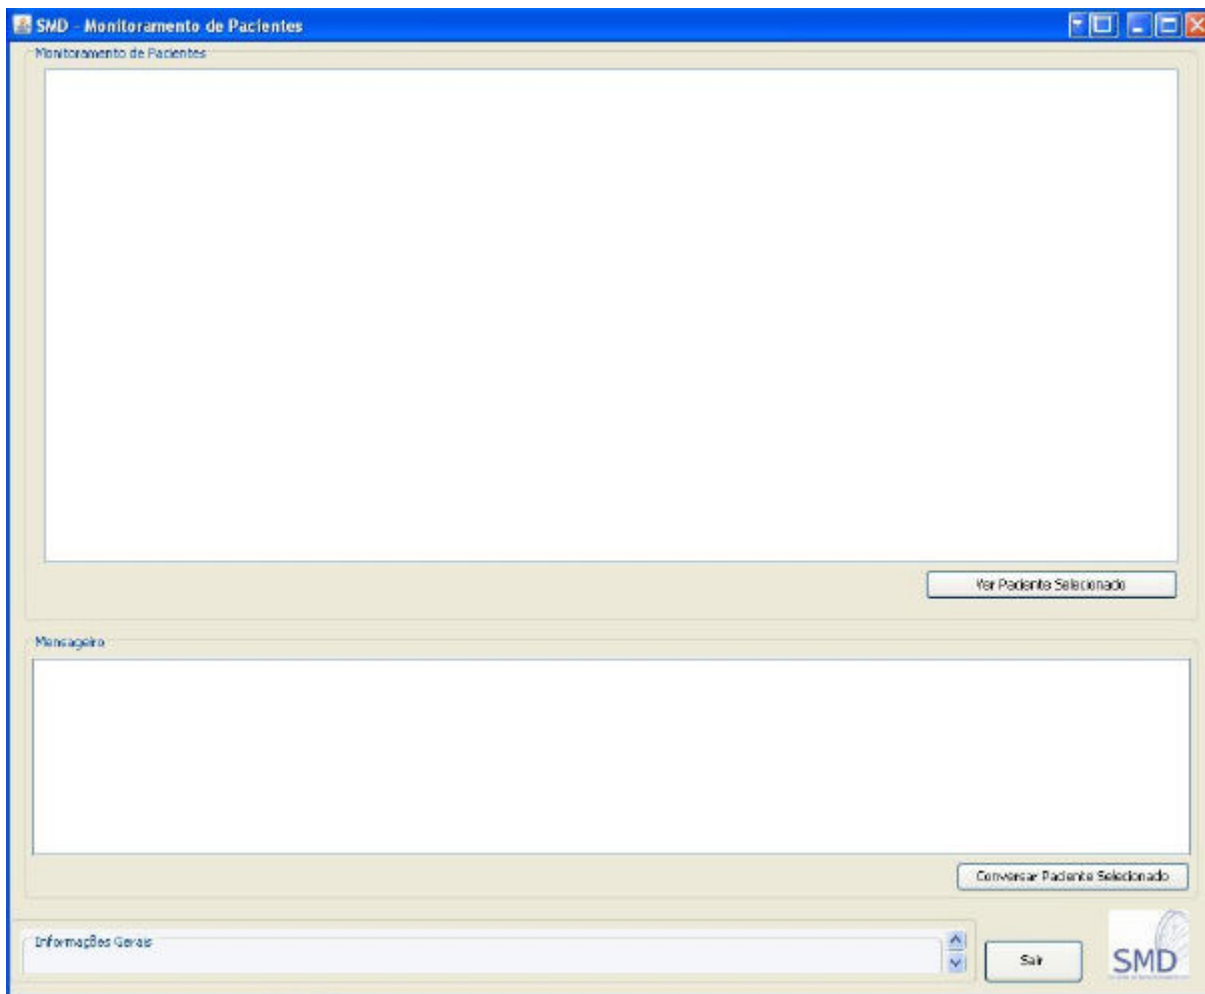 SMD - Monitoramento de Pacientes
Monitoramento de Pacientes
Ver Paciente Selecionado
Mensageiro
Conversar Paciente Selecionado
Informações Gerais
Sair
SMD